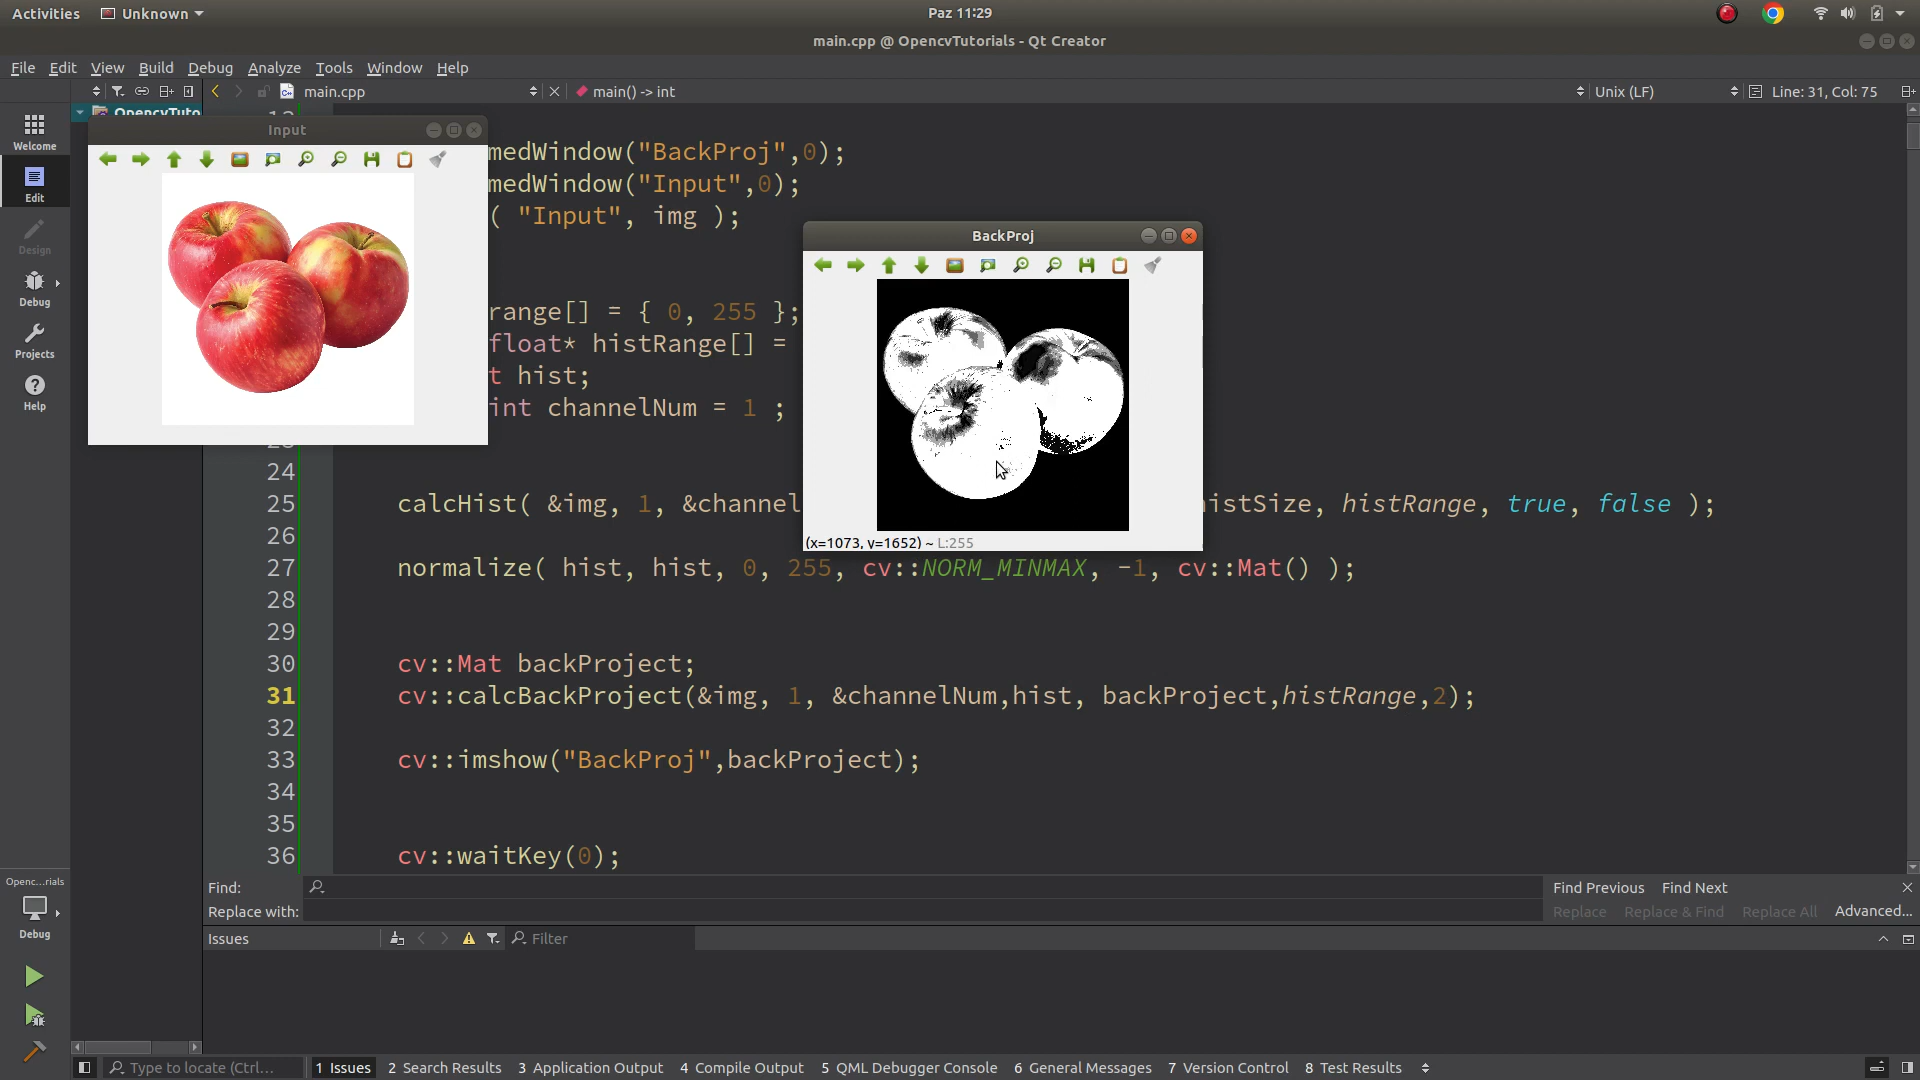 Activities
Unknown
Paz 11:29
main.cpp @ OpencvTutorials - Qt Creator
File Edit View Build Debug Analyze Tools Window Help
main.cpp
main() -> int
Unix (LF)
Line: 31, Col: 75
Welcome
Edit
Design
Debug
Projects
Help
OpencvTuto
Input
medWindow("BackProj",0);
medWindow("Input",0);
( "Input", img );
BackProj
range[] = { 0, 255 };
float* histRange[] =
t hist;
int channelNum = 1 ;
(x=1073, y=1652) ~ L:255
24
25 calcHist( &img, 1, &channel istSize, histRange, true, false );
26
27 normalize( hist, hist, 0, 255, cv::NORM_MINMAX, -1, cv::Mat() );
28
29
30 cv::Mat backProject;
31 cv::calcBackProject(&img, 1, &channelNum,hist, backProject,histRange,2);
32
33 cv::imshow("BackProj",backProject);
34
35
36 cv::waitKey(0);
Openc...rials
Debug
Find:
Find Previous Find Next
Replace with:
Replace Replace & Find Replace All Advanced...
Issues
Filter
Type to locate (Ctrl...
1 Issues 2 Search Results 3 Application Output 4 Compile Output 5 QML Debugger Console 6 General Messages 7 Version Control 8 Test Results